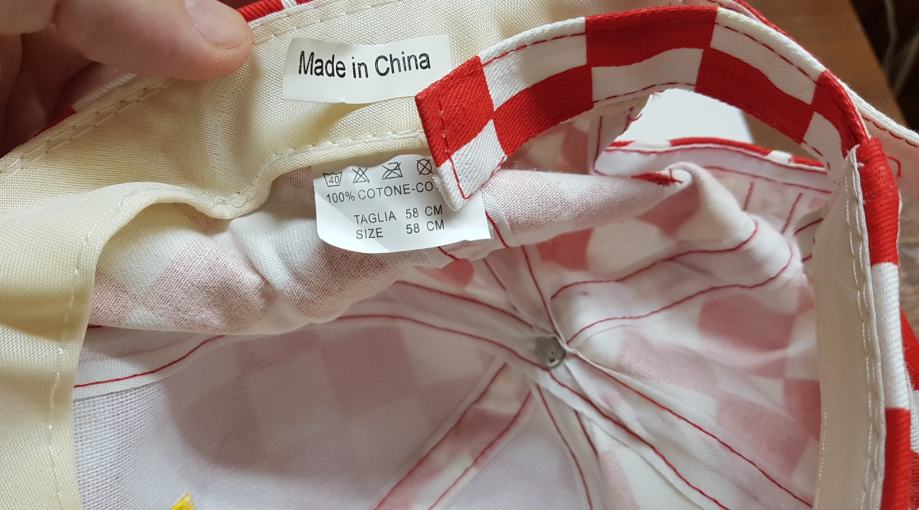 Made in China
40
100% COTONE-CO
TAGLIA 58 CM
SIZE 58 CM